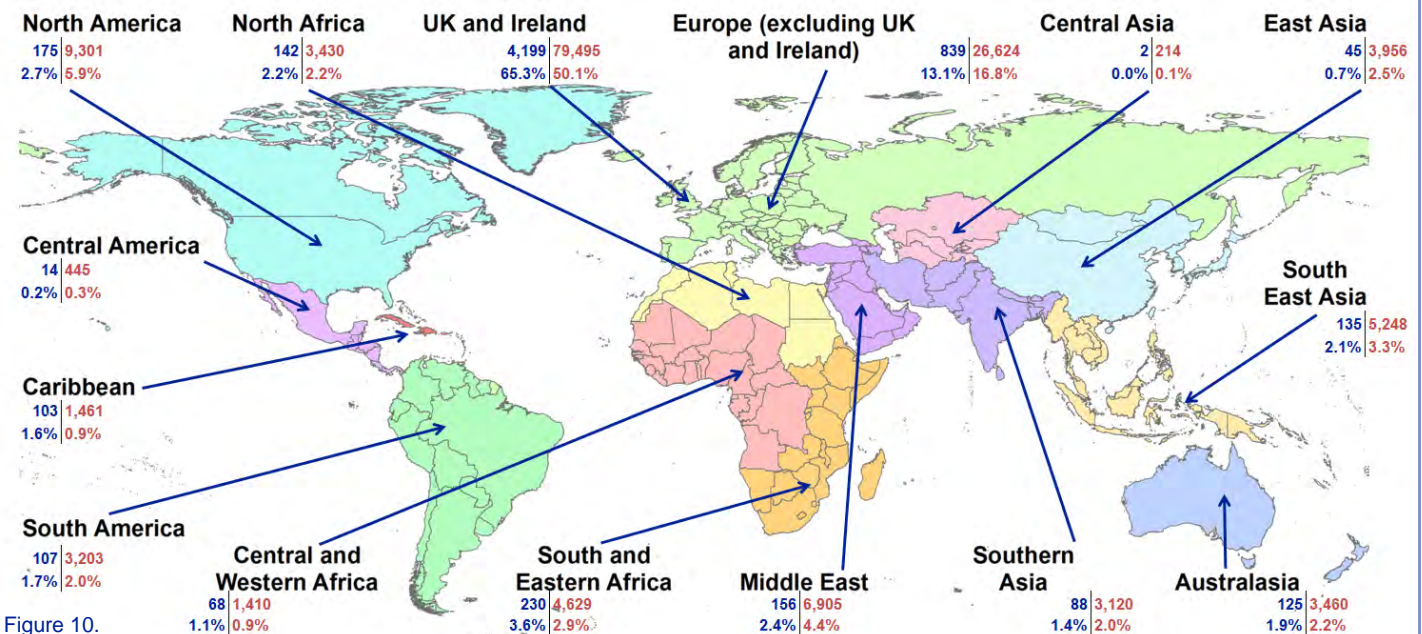 North America
175 9,301
2.7% 5.9%
North Africa
142 3,430
2.2% 2.2%
UK and Ireland
4,199 79,495
65.3% 50.1%
Europe (excluding UK
and Ireland)
839 26,624
13.1% 16.8%
Central Asia
2 214
0.0% 0.1%
East Asia
45 3,956
0.7% 2.5%
Central America
14 445
0.2% 0.3%
South
East Asia
135 5,248
2.1% 3.3%
Caribbean
103 1,461
1.6% 0.9%
South America
107 3,203
1.7% 2.0%
Central and
Western Africa
68 1,410
1.1% 0.9%
South and
Eastern Africa
230 4,629
3.6% 2.9%
Middle East
156 6,905
2.4% 4.4%
Southern
Asia
88 3,120
1.4% 2.0%
Australasia
125 3,460
1.9% 2.2%
Figure 10.